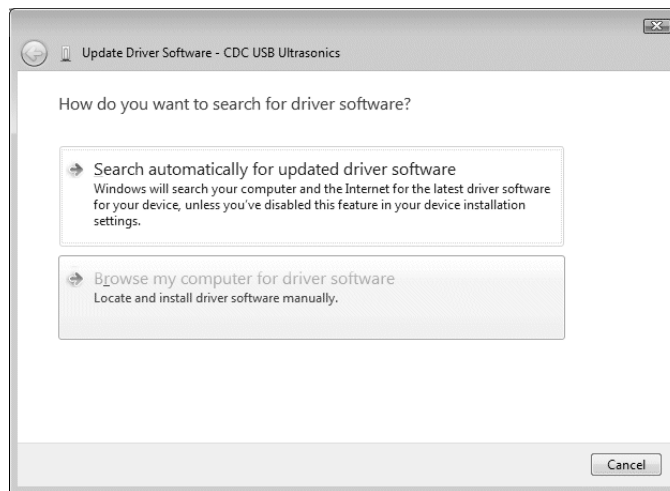 Update Driver Software - CDC USB Ultrasonics
How do you want to search for driver software?
Search automatically for updated driver software
Windows will search your computer and the Internet for the latest driver software
for your device, unless you've disabled this feature in your device installation
settings.
Browse my computer for driver software
Locate and install driver software manually.
Cancel